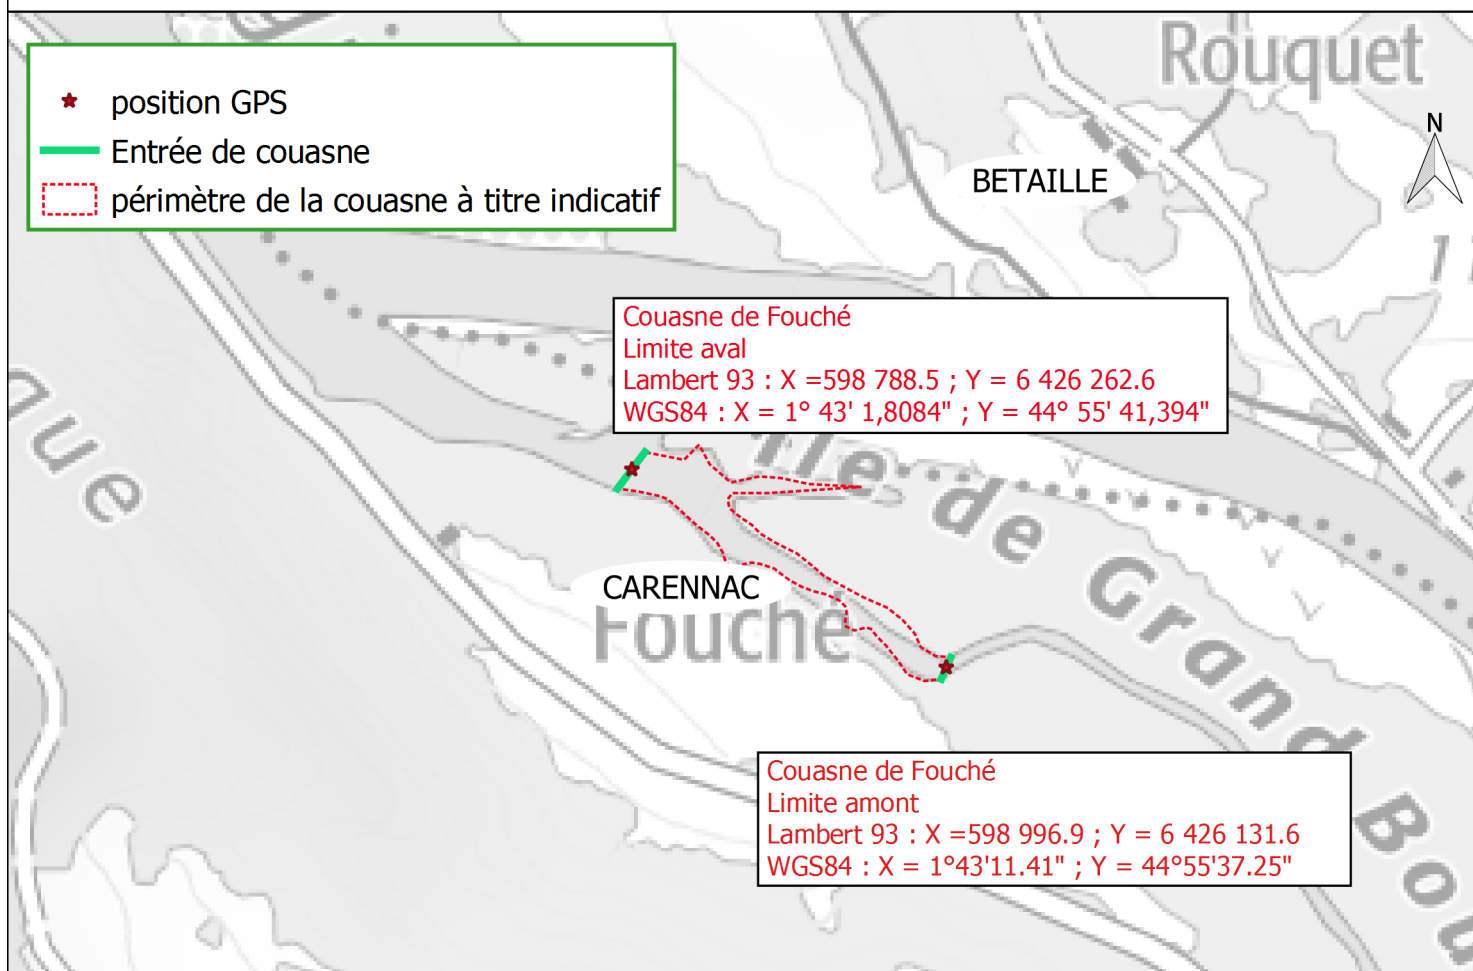 Rouquet
position GPS
Entrée de couasne
périmètre de la couasne à titre indicatif
N
BETAILLE
Couasne de Fouché
Limite aval
Lambert 93 : X =598 788.5 ; Y = 6 426 262.6
WGS84 : X = 1° 43' 1,8084" ; Y = 44° 55' 41,394"
que
Île de Grand Bou
CARENNAC
Fouché
Couasne de Fouché
Limite amont
Lambert 93 : X =598 996.9 ; Y = 6 426 131.6
WGS84 : X = 1°43'11.41" ; Y = 44°55'37.25"